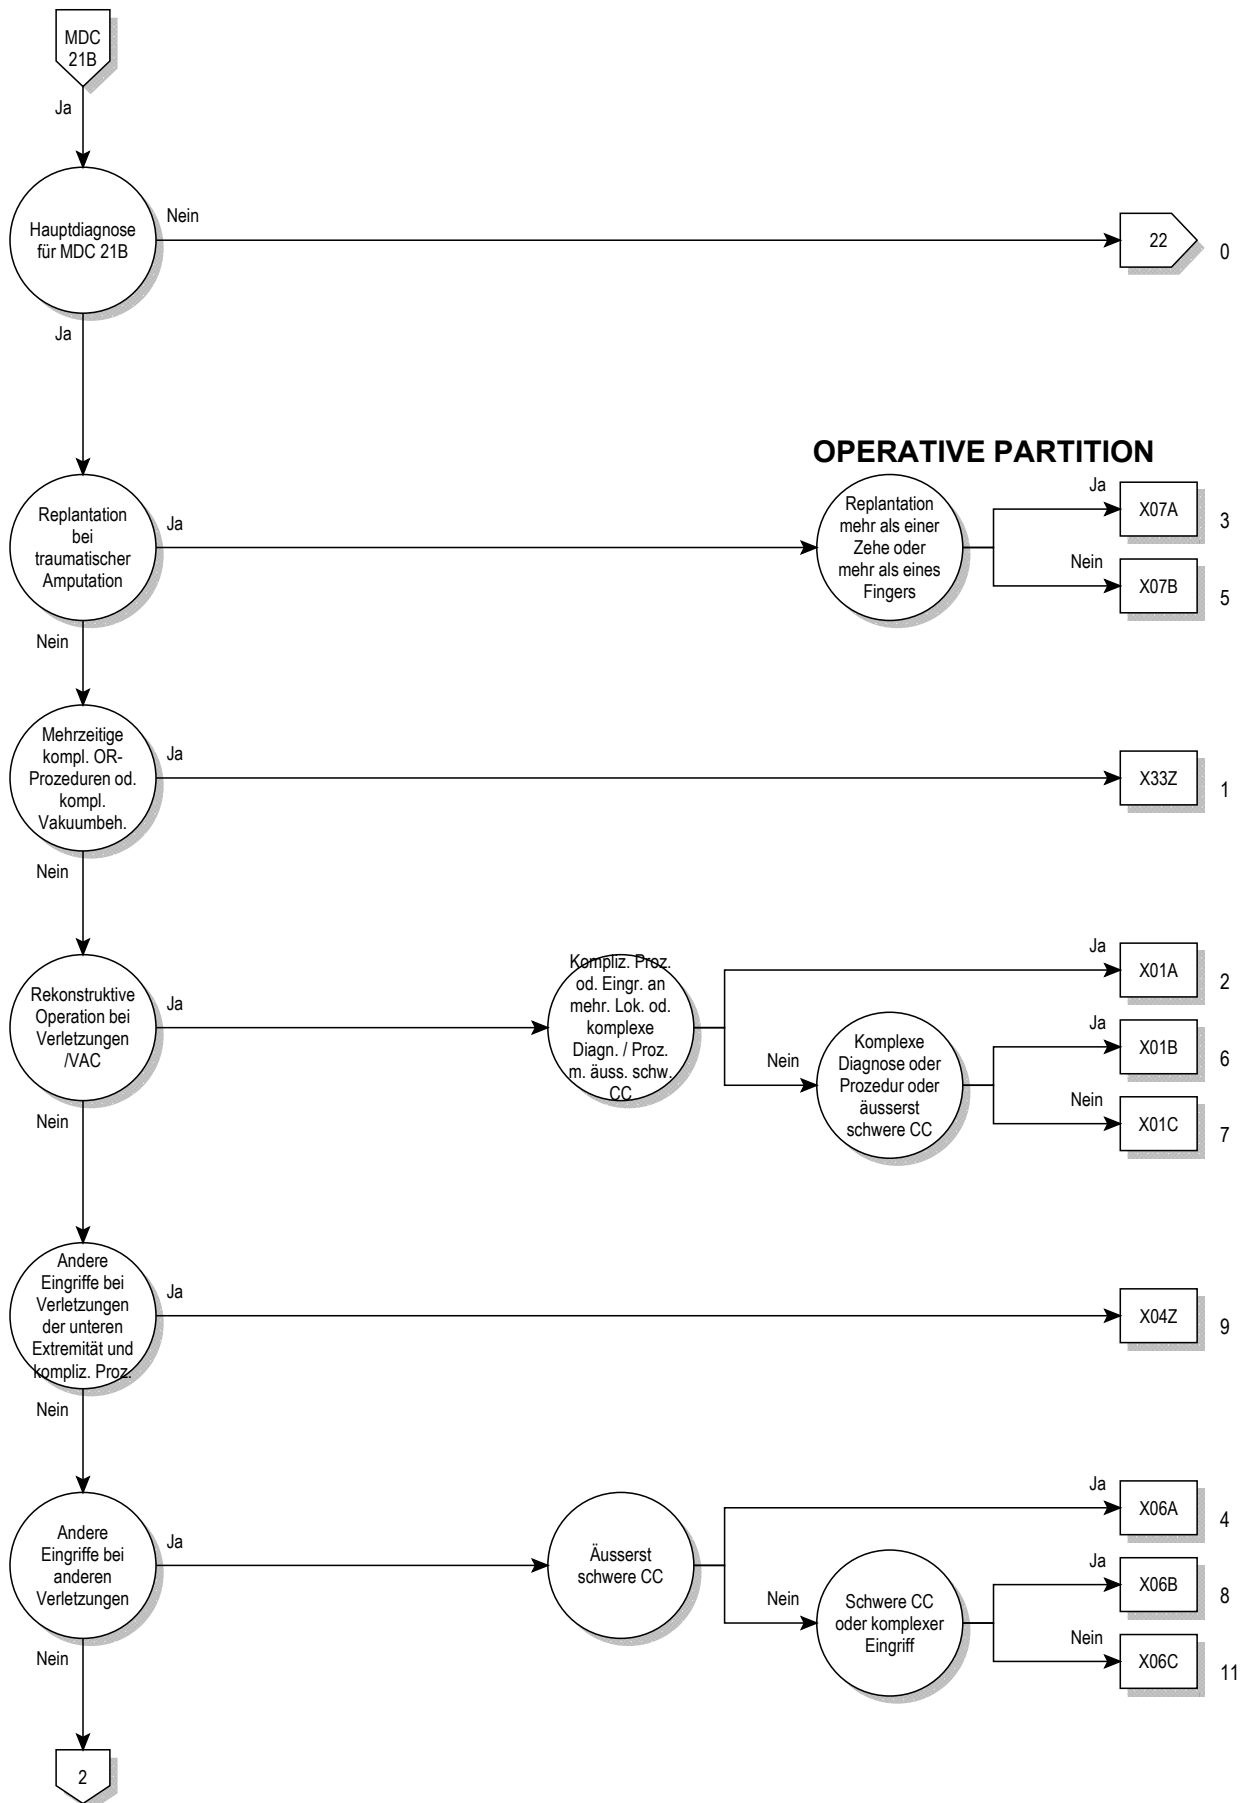 MDC
21B
Ja
Hauptdiagnose
für MDC 21B
Nein
22
0
Ja
OPERATIVE PARTITION
Replantation
bei
traumatischer
Amputation
Ja
Replantation
mehr als einer
Zehe oder
mehr als eines
Fingers
Ja
X07A
3
Nein
X07B
5
Nein
Mehrzeitige
kompl. OR-
Prozeduren od.
kompl.
Vakuumbeh.
Ja
X33Z
1
Nein
Rekonstruktive
Operation bei
Verletzungen
/VAC
Ja
Kompliz. Proz.
od. Eingr. an
mehr. Lok. od.
komplexe
Diagn. / Proz.
m. äuss. schw.
CC
Ja
X01A
2
Nein
Komplexe
Diagnose oder
Prozedur oder
äusserst
schwere CC
Ja
X01B
6
Nein
X01C
7
Nein
Andere
Eingriffe bei
Verletzungen
der unteren
Extremität und
kompliz. Proz.
Ja
X04Z
9
Nein
Andere
Eingriffe bei
anderen
Verletzungen
Ja
Äusserst
schwere CC
Ja
X06A
4
Nein
Schwere CC
oder komplexer
Eingriff
Ja
X06B
8
Nein
X06C
11
Nein
2